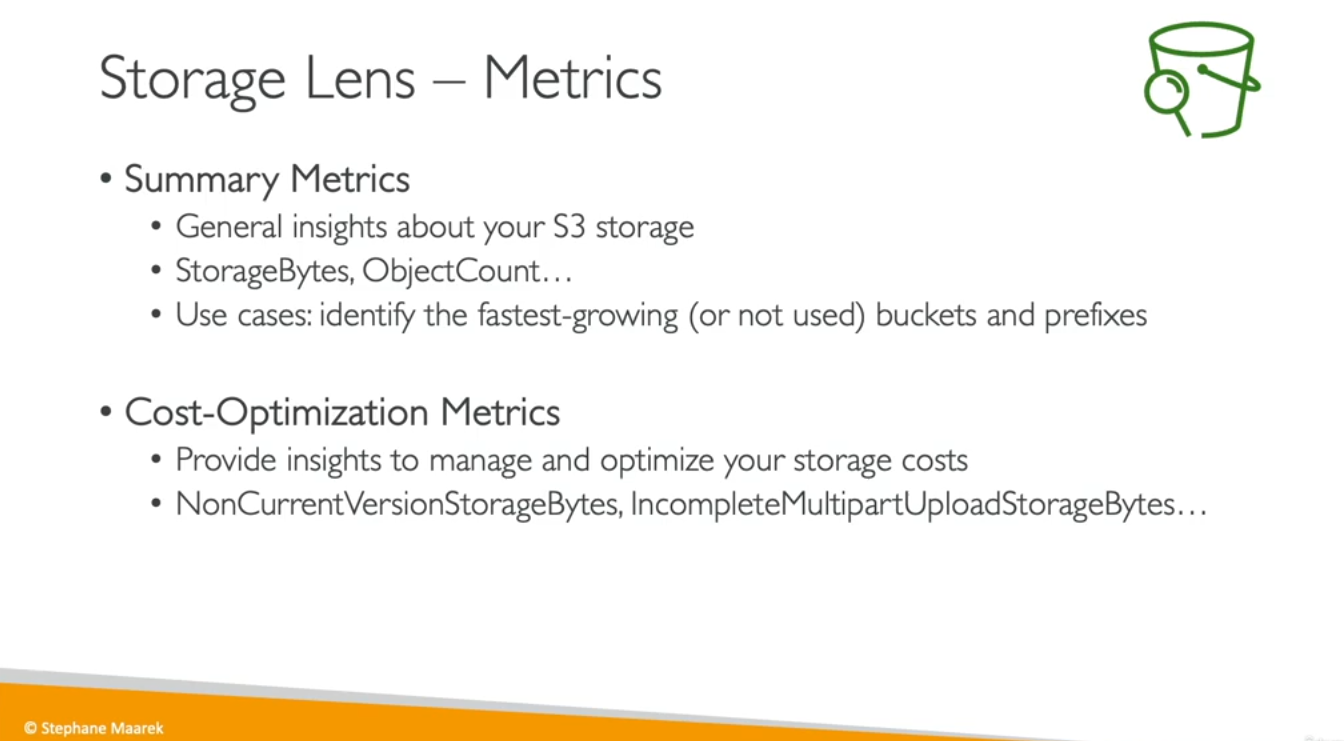 Storage Lens – Metrics
• Summary Metrics
• General insights about your S3 storage
• StorageBytes, ObjectCount…
• Use cases: identify the fastest-growing (or not used) buckets and prefixes
• Cost-Optimization Metrics
• Provide insights to manage and optimize your storage costs
• NonCurrentVersionStorageBytes, IncompleteMultipartUploadStorageBytes…
© Stephane Maarek